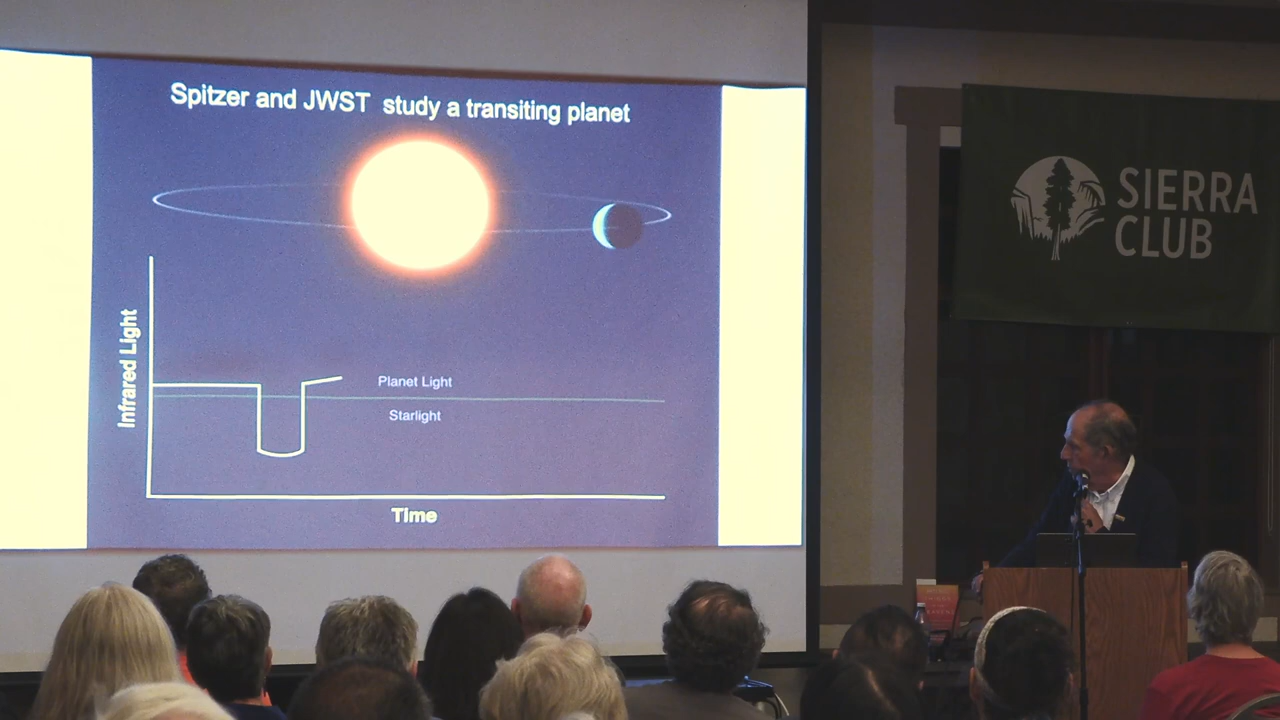 Spitzer and JWST study a transiting planet
Infrared Light
Planet Light
Starlight
Time
SIERRA
CLUB